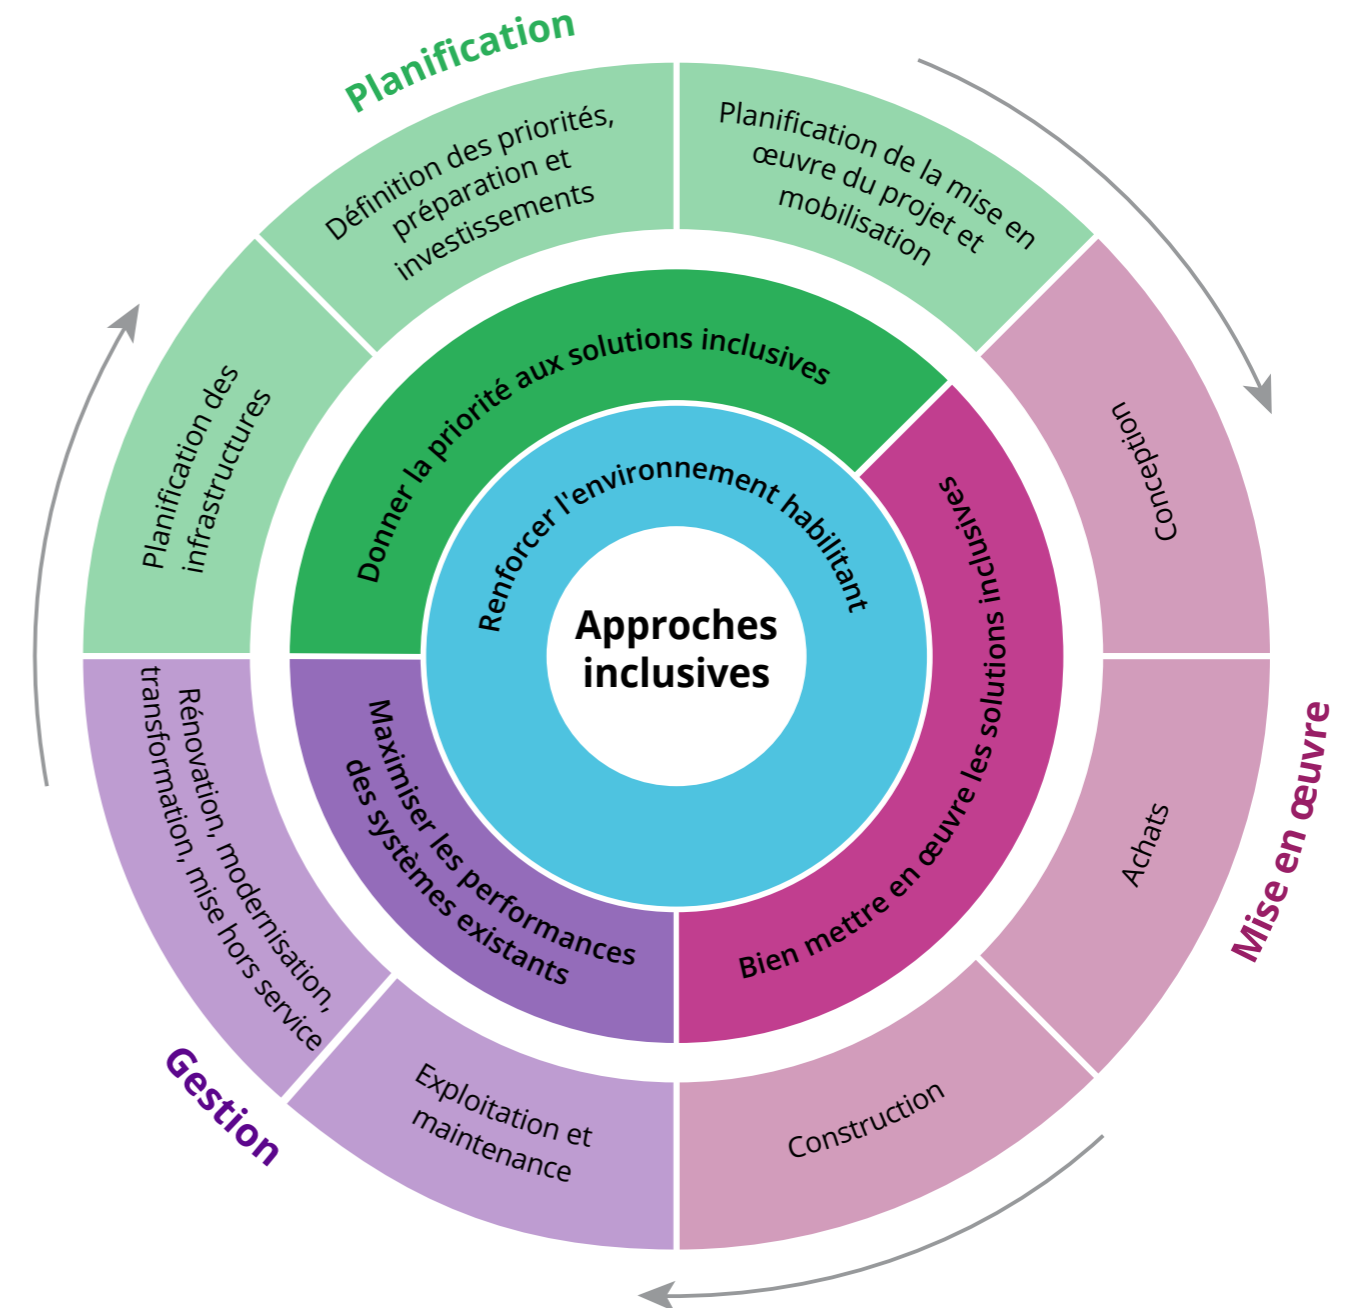 Planification
Planification des
infrastructures
Définition des priorités,
préparation et
investissements
Planification de la mise en
œuvre du projet et
mobilisation
Conception
Achats
Construction
Mise en œuvre
Exploitation et
maintenance
Rénovation, modernisation,
transformation, mise hors service
Gestion
Donner la priorité aux solutions inclusives
Bien mettre en œuvre les solutions inclusives
Maximiser les performances
des systèmes existants
Renforcer l'environnement habilitant
Approches
inclusives